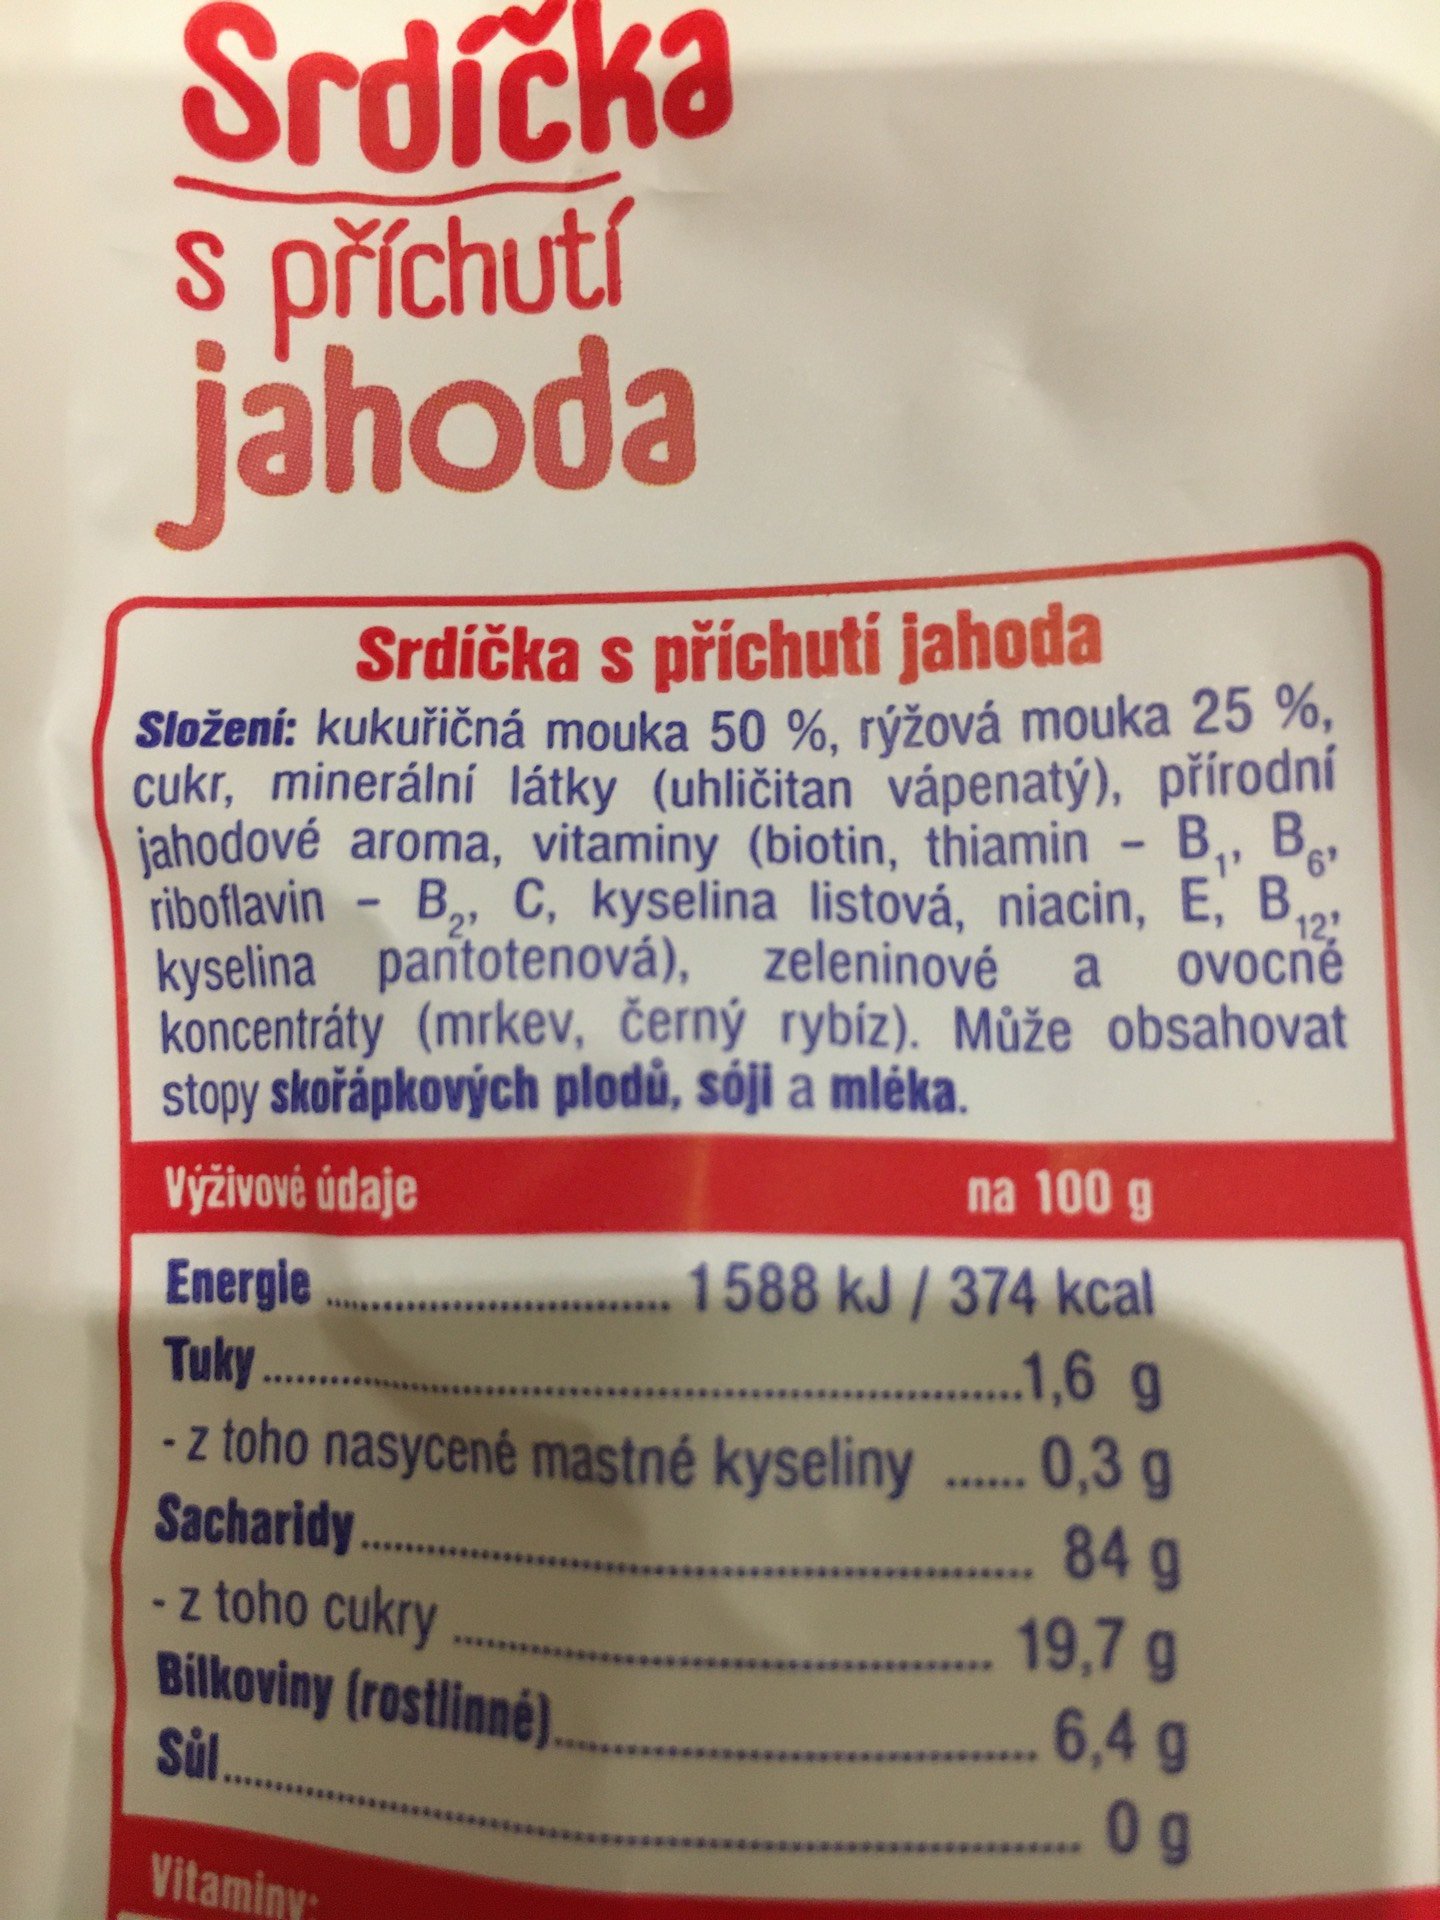 Srdíčka
s příchutí
jahoda
Srdíčka s příchutí jahoda
Složení: kukuřičná mouka 50 %, rýžová mouka 25 %,
cukr, minerální látky (uhličitan vápenatý), přírodní
jahodové aroma, vitaminy (biotin, thiamin – B₁, B₆,
riboflavin – B₂, C, kyselina listová, niacin, E, B₁₂,
kyselina pantotenová), zeleninové a ovocné
koncentráty (mrkev, černý rybíz). Může obsahovat
stopy skořápkových plodů, sóji a mléka.
Výživové údaje na 100 g
Energie ........ 1 588 kJ / 374 kcal
Tuky ........ 1,6 g
- z toho nasycené mastné kyseliny ...... 0,3 g
Sacharidy ........ 84 g
- z toho cukry ........ 19,7 g
Bílkoviny (rostlinné) ........ 6,4 g
Sůl ........ 0 g
Vitaminy: